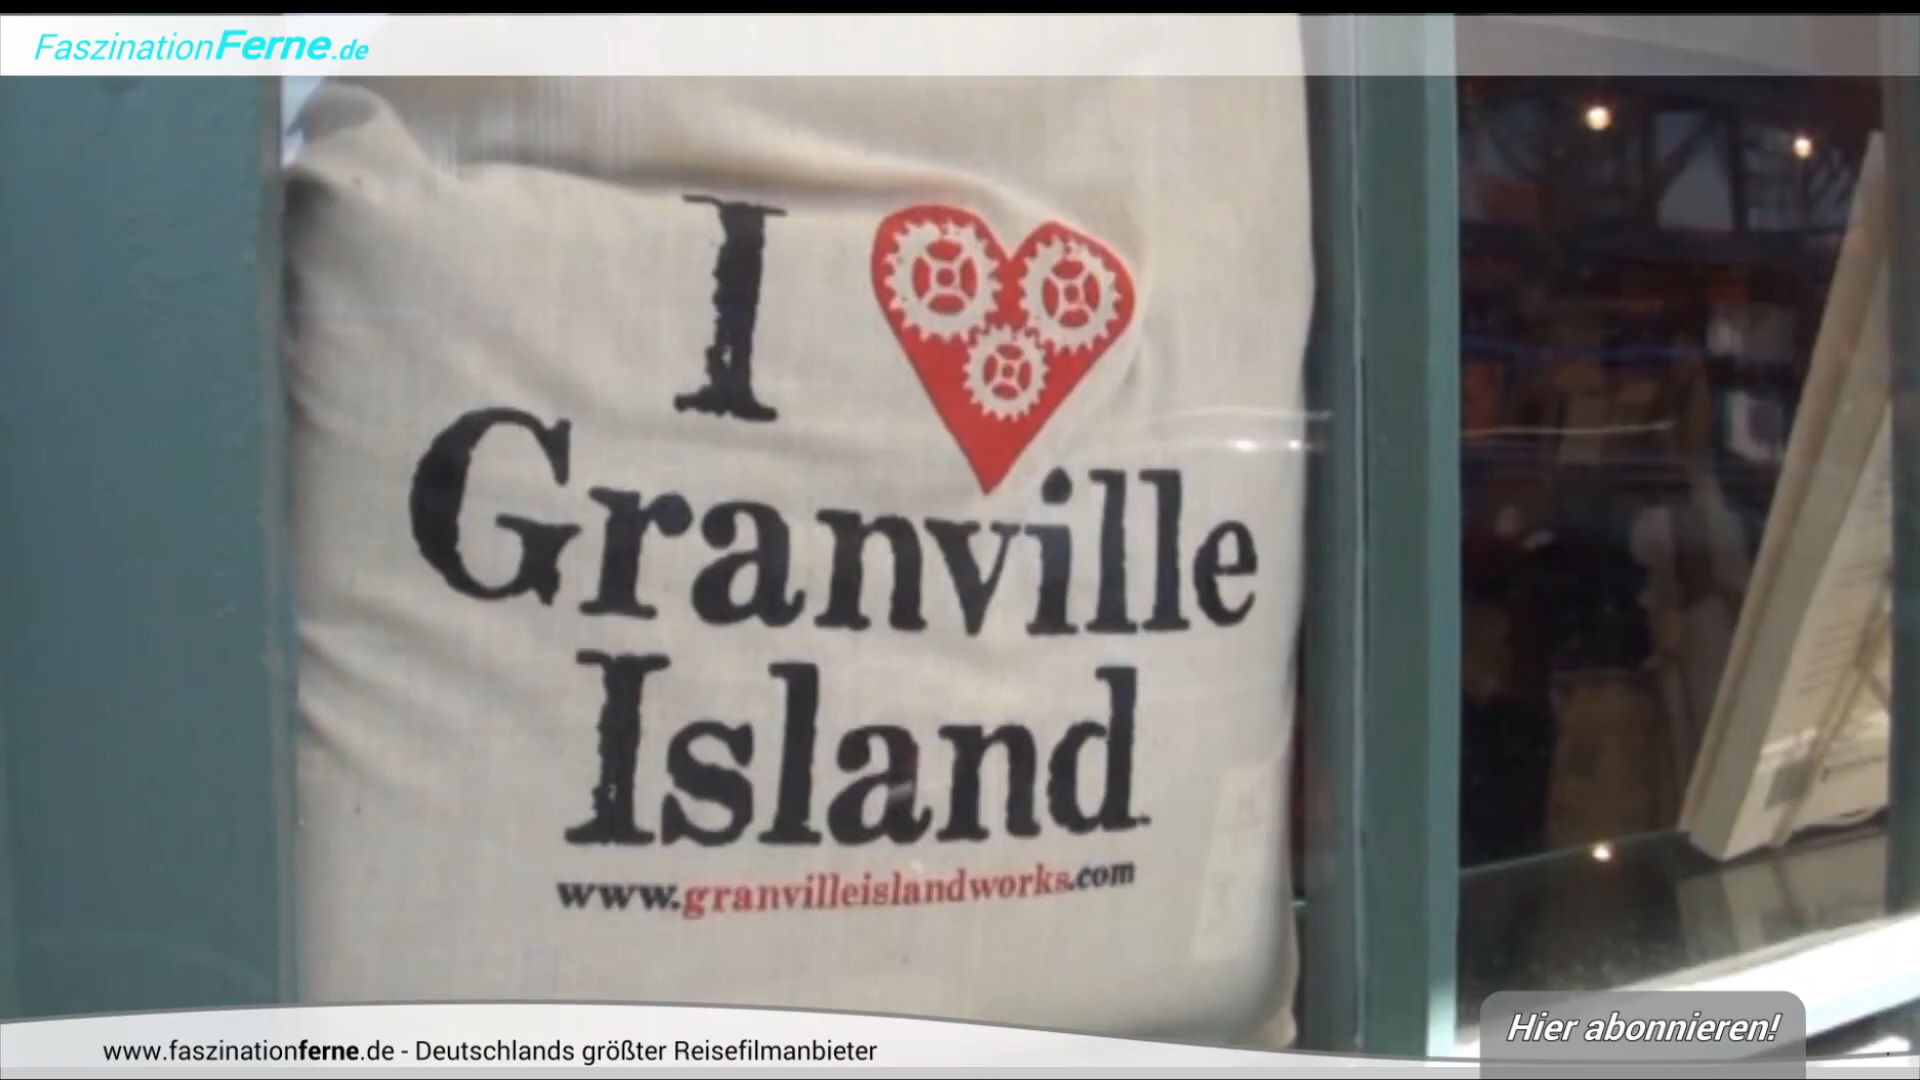 FaszinationFerne.de
I
Granville
Island
www.granvilleislandworks.com
www.faszinationferne.de - Deutschlands größter Reisefilmanbieter
Hier abonnieren!